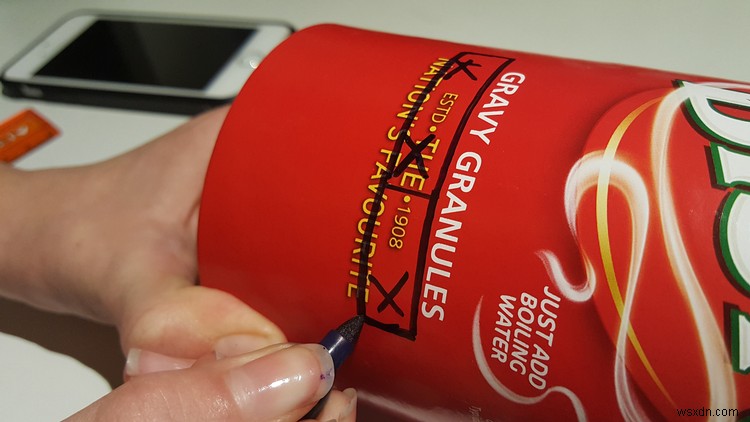 GRAVY GRANULES
ESTD • THE • 1908
NATION'S FAVOURITE
JUST ADD
BOILING
WATER
wsxdn.com